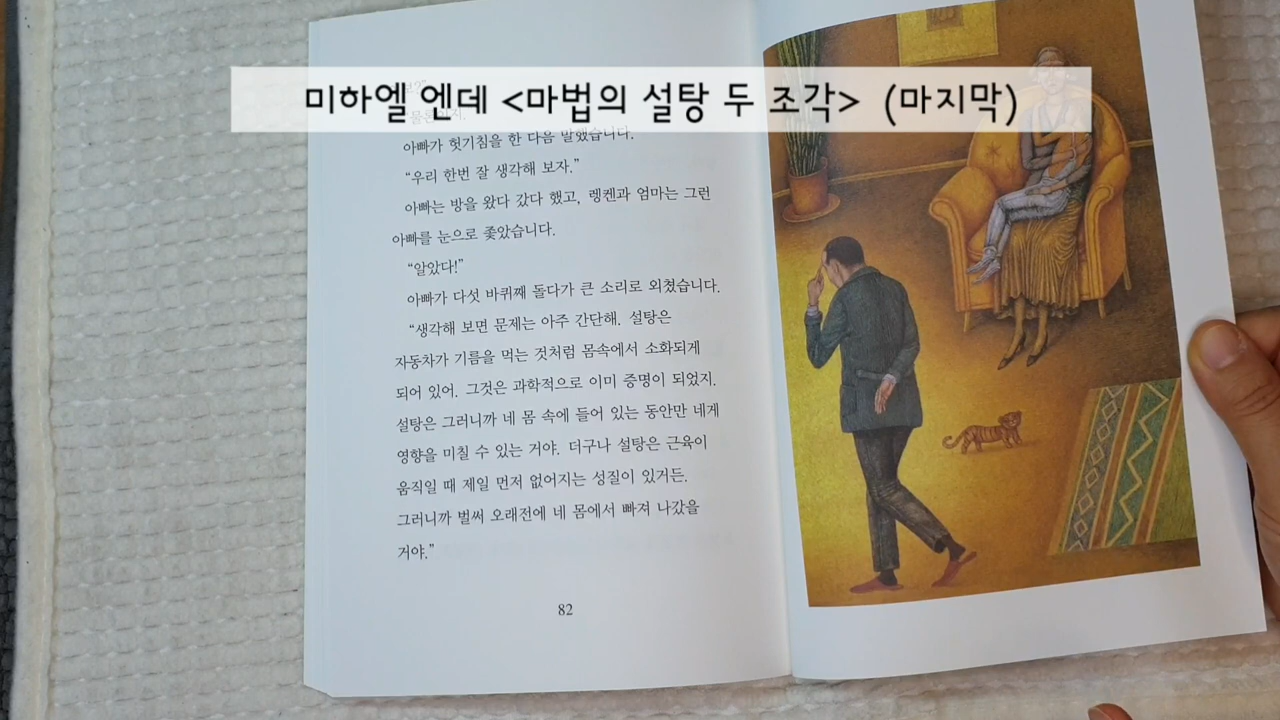 미하엘 엔데 <마법의 설탕 두 조각> (마지막)
아빠가 헛기침을 한 다음 말했습니다.
“우리 한번 잘 생각해 보자.”
아빠는 방을 왔다 갔다 했고, 렝켄과 엄마는 그런
아빠를 눈으로 좇았습니다.
“알았다!”
아빠가 다섯 바퀴째 돌다가 큰 소리로 외쳤습니다.
“생각해 보면 문제는 아주 간단해. 설탕은
자동차가 기름을 먹는 것처럼 몸속에서 소화되게
되어 있어. 그것은 과학적으로 이미 증명이 되었지.
설탕은 그러니까 네 몸 속에 들어 있는 동안만 네게
영향을 미칠 수 있는 거야. 더구나 설탕은 근육이
움직일 때 제일 먼저 없어지는 성질이 있거든.
그러니까 벌써 오래전에 네 몸에서 빠져 나갔을
거야.”
82